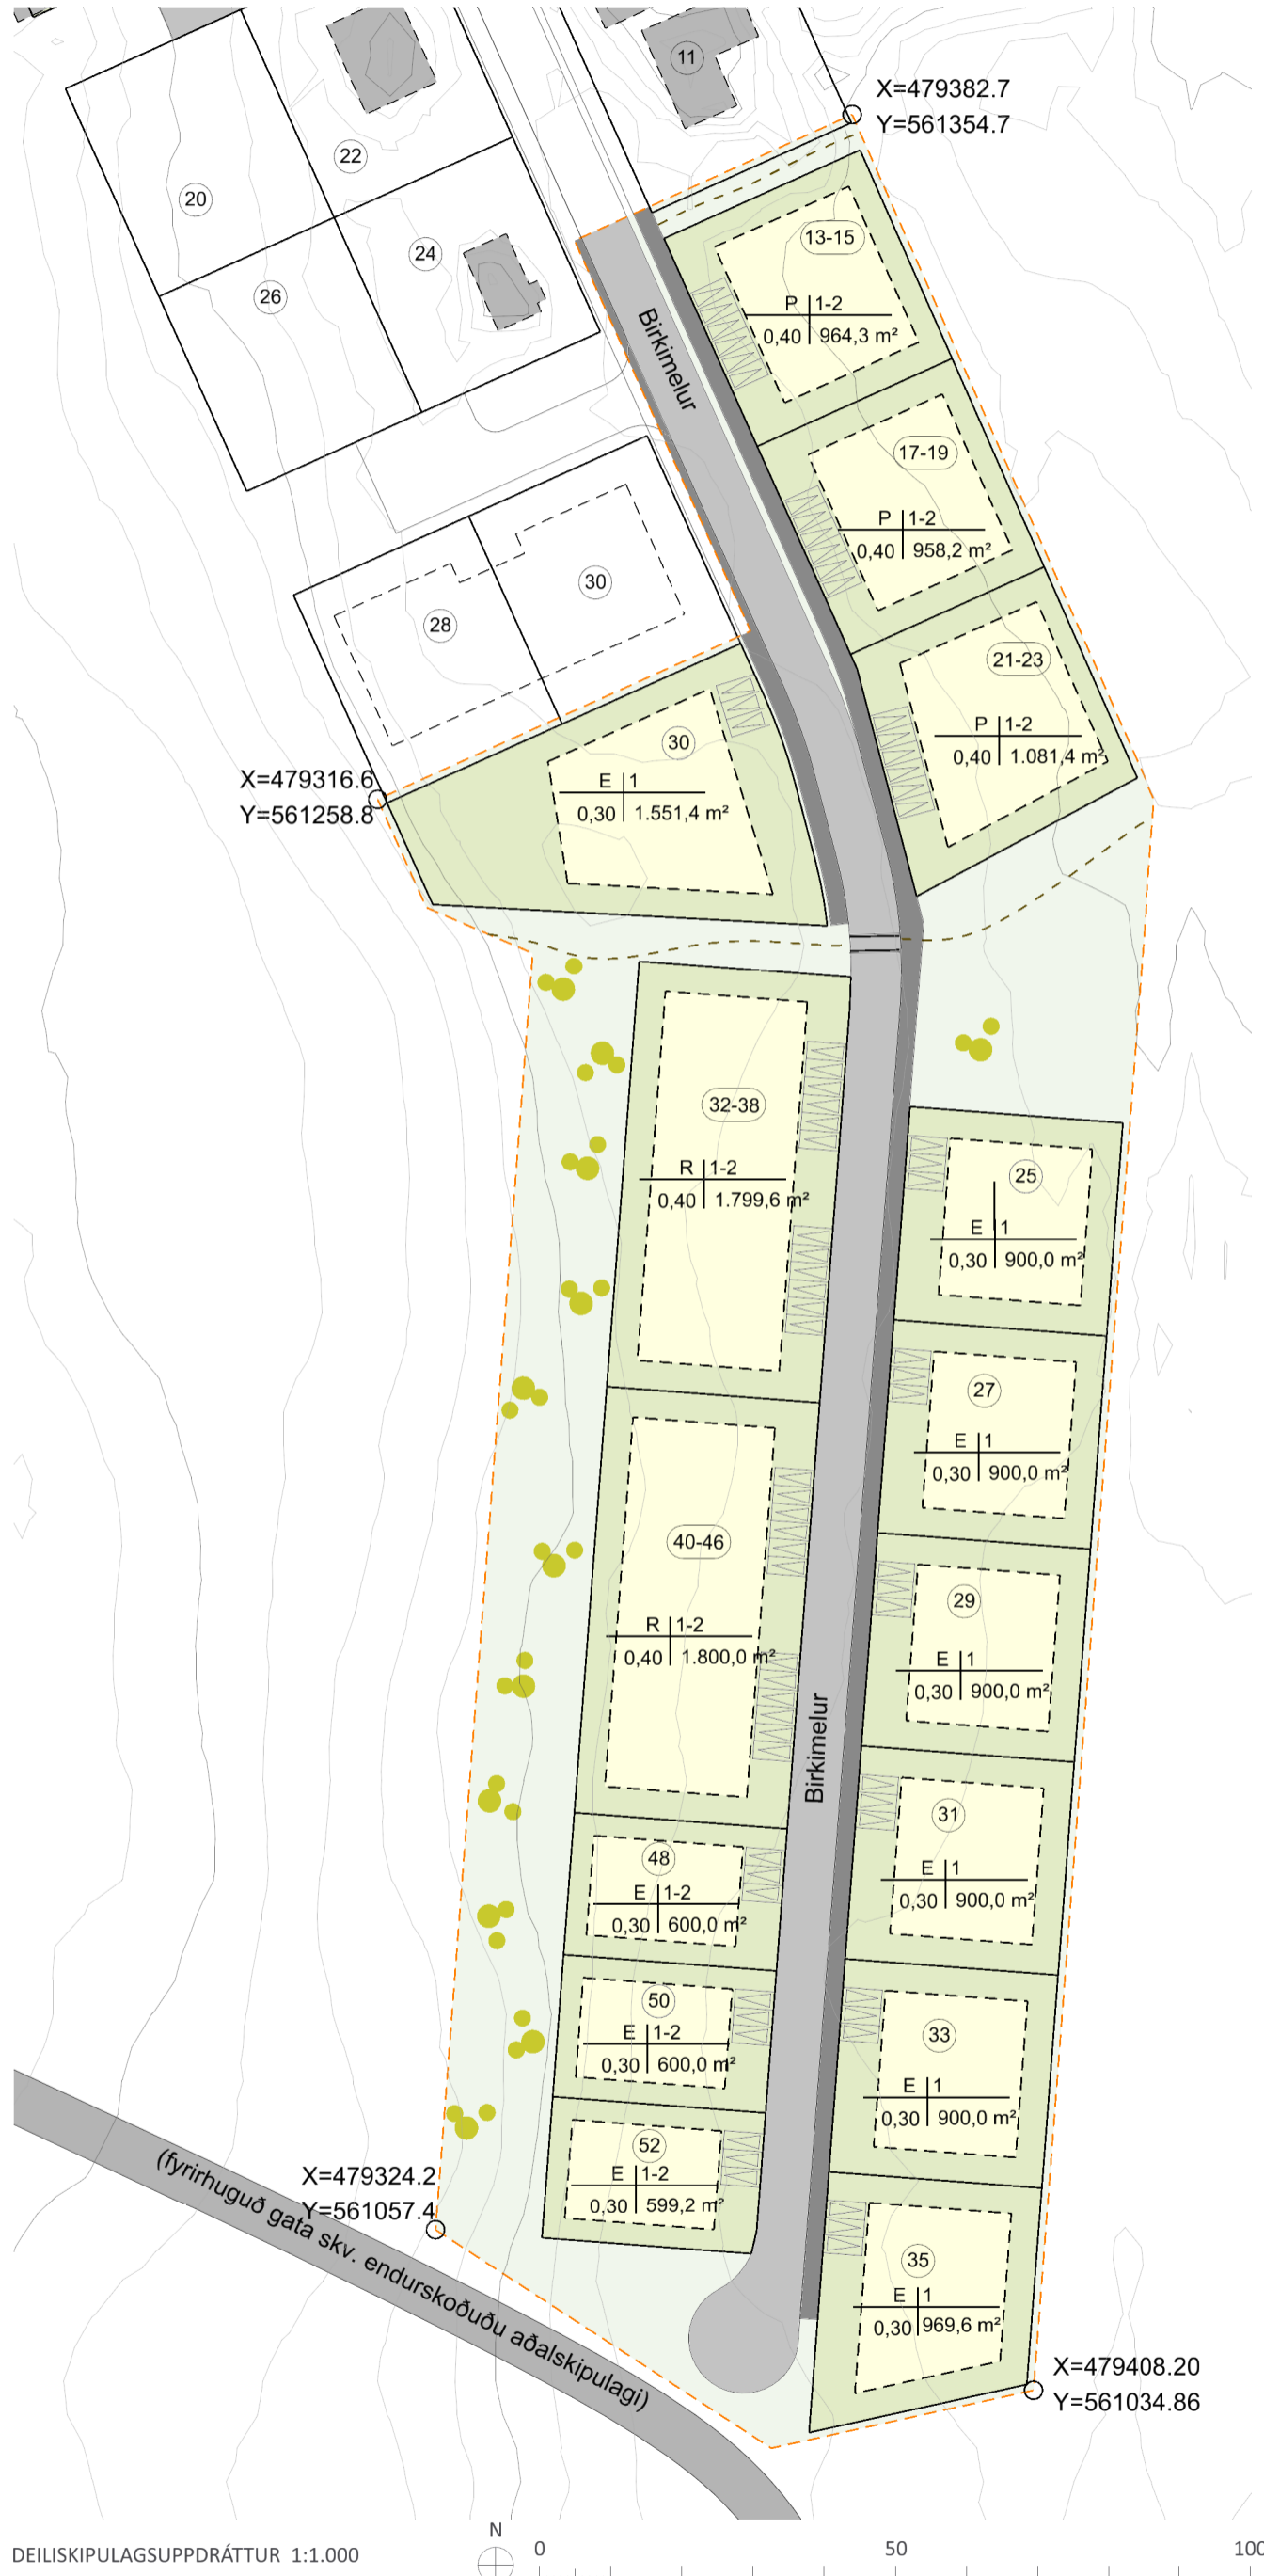 11
X=479382.7
Y=561354.7
22
20
24
26
13-15
P 1-2
0,40 964,3 m²
Birkimelur
17-19
P 1-2
0,40 958,2 m²
30
28
21-23
P 1-2
0,40 1.081,4 m²
30
E 1
0,30 1.551,4 m²
X=479316.6
Y=561258.8
32-38
R 1-2
0,40 1.799,6 m²
25
E 1
0,30 900,0 m²
27
E 1
0,30 900,0 m²
40-46
R 1-2
0,40 1.800,0 m²
29
E 1
0,30 900,0 m²
Birkimelur
31
E 1
0,30 900,0 m²
48
E 1-2
0,30 600,0 m²
50
E 1-2
0,30 600,0 m²
33
E 1
0,30 900,0 m²
52
E 1-2
0,30 599,2 m²
X=479324.2
Y=561057.4
(fyrirhuguð gata skv. endurskoðuðu aðalskipulagi)
35
E 1
0,30 969,6 m²
X=479408.20
Y=561034.86
DEILISKIPULAGSUPPDRÁTTUR 1:1.000
N
0 50 100